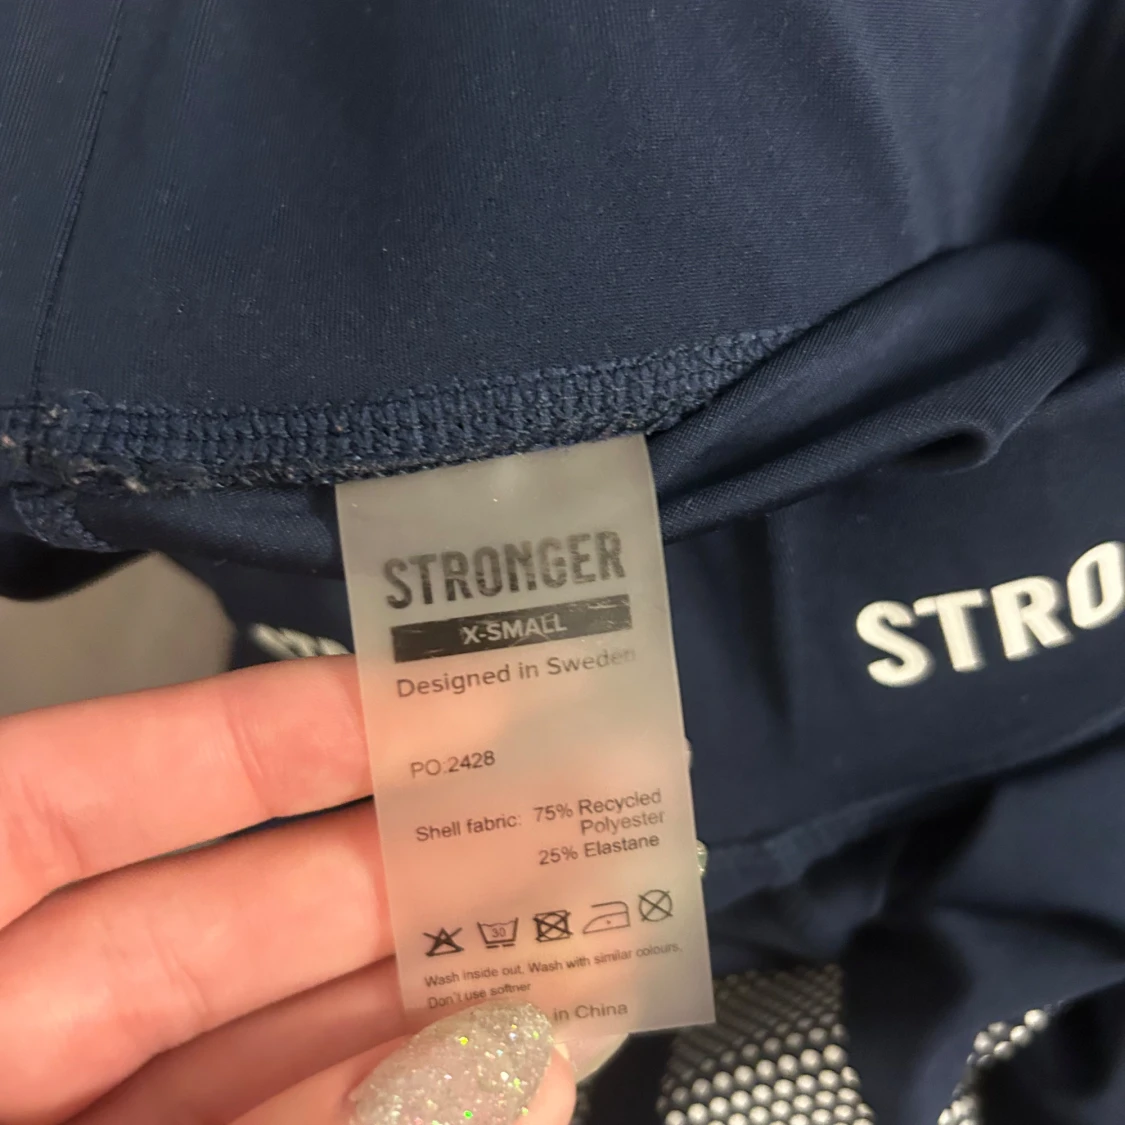 STRONGER
X-SMALL
Designed in Sweden
PO:2428
Shell fabric: 75% Recycled
Polyester
25% Elastane
30
Wash inside out. Wash with similar colours.
Don't use softner
in China
STRO